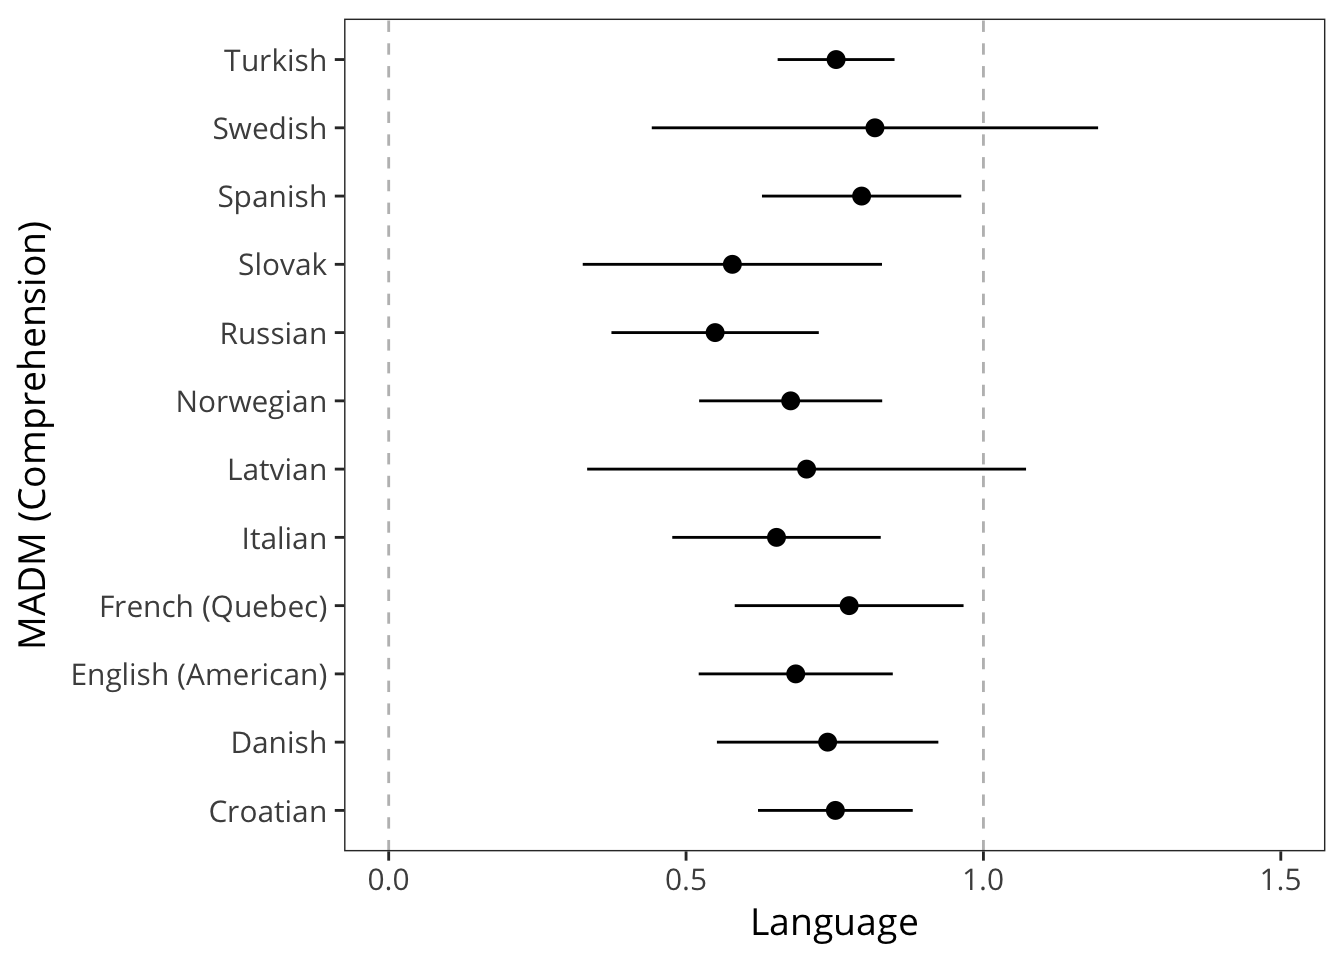 MADM (Comprehension)
Turkish
Swedish
Spanish
Slovak
Russian
Norwegian
Latvian
Italian
French (Quebec)
English (American)
Danish
Croatian
0.0 0.5 1.0 1.5
Language